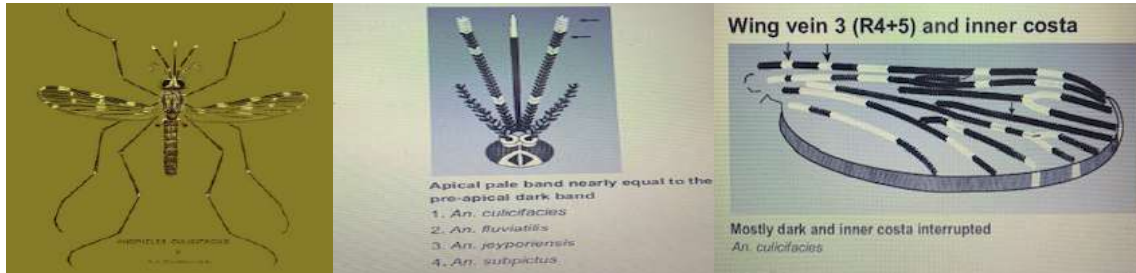 ANOPHELES CULICIFACIES
Apical pale band nearly equal to the
pre-apical dark band
1. An. culicifacies
2. An. fluviatilis
3. An. jeyporiensis
4. An. subpictus
Wing vein 3 (R4+5) and inner costa
Mostly dark and inner costa interrupted
An. culicifacies